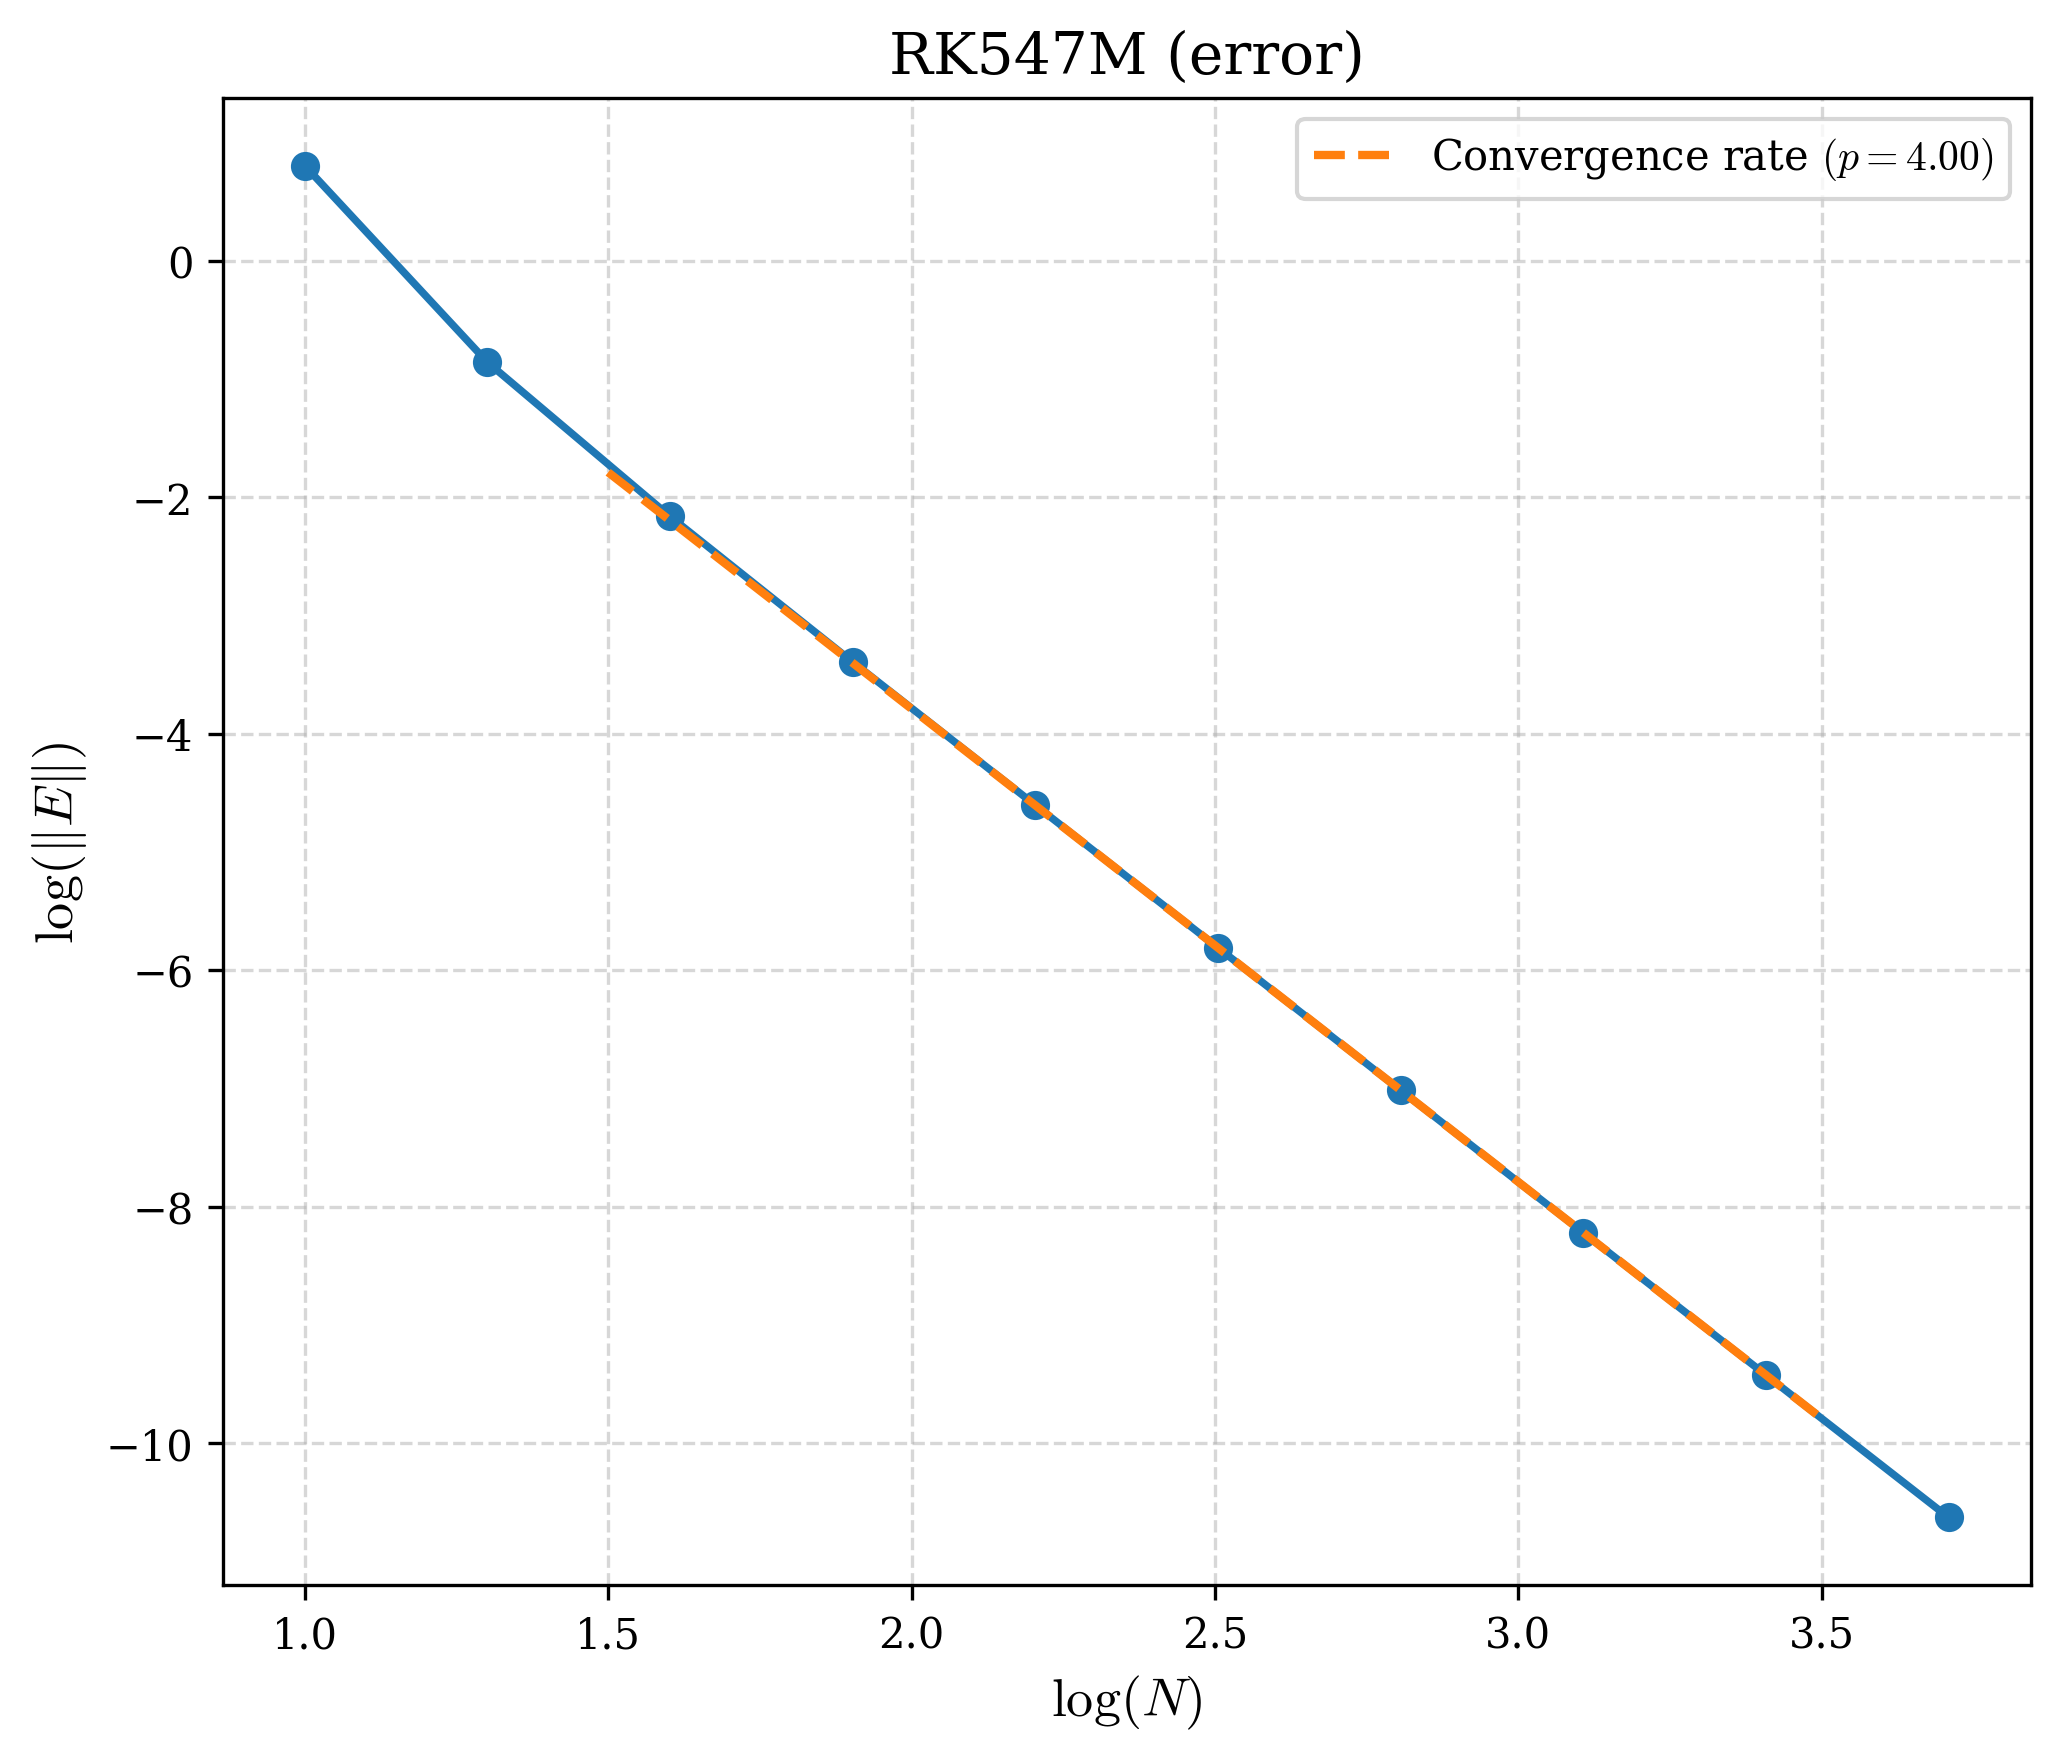 RK547M (error)
Convergence rate (p = 4.00)
log(||E||)
0
−2
−4
−6
−8
−10
1.0 1.5 2.0 2.5 3.0 3.5
log(N)